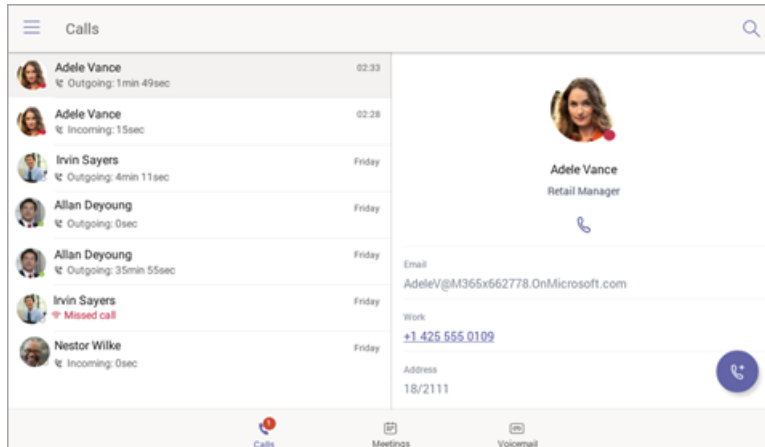 Calls
Adele Vance 02:33
Outgoing: 1min 49sec
Adele Vance 02:28
Incoming: 15sec
Irvin Sayers Friday
Outgoing: 4min 11sec
Allan Deyoung Friday
Outgoing: 0sec
Allan Deyoung Friday
Outgoing: 35min 55sec
Irvin Sayers Friday
Missed call
Nestor Wilke Friday
Incoming: 0sec
Adele Vance
Retail Manager
Email
AdeleV@M365x662778.OnMicrosoft.com
Work
+1 425 555 0109
Address
18/2111
1
Calls
Meetings
Voicemail